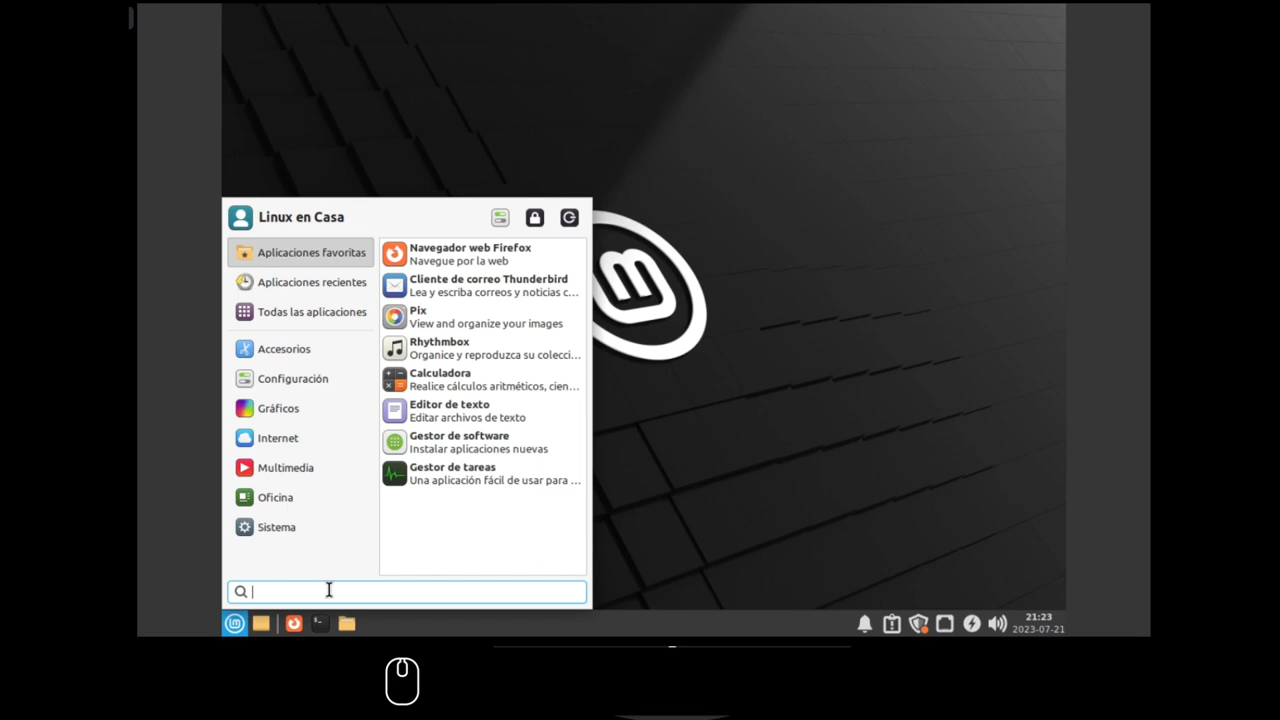 Linux en Casa
Aplicaciones favoritas
Aplicaciones recientes
Todas las aplicaciones
Accesorios
Configuración
Gráficos
Internet
Multimedia
Oficina
Sistema
Navegador web Firefox
Navegue por la web
Cliente de correo Thunderbird
Lea y escriba correos y noticias c...
Pix
View and organize your images
Rhythmbox
Organice y reproduzca su colecci...
Calculadora
Realice cálculos aritméticos, cien...
Editor de texto
Editar archivos de texto
Gestor de software
Instalar aplicaciones nuevas
Gestor de tareas
Una aplicación fácil de usar para ...
21:23
2023-07-21